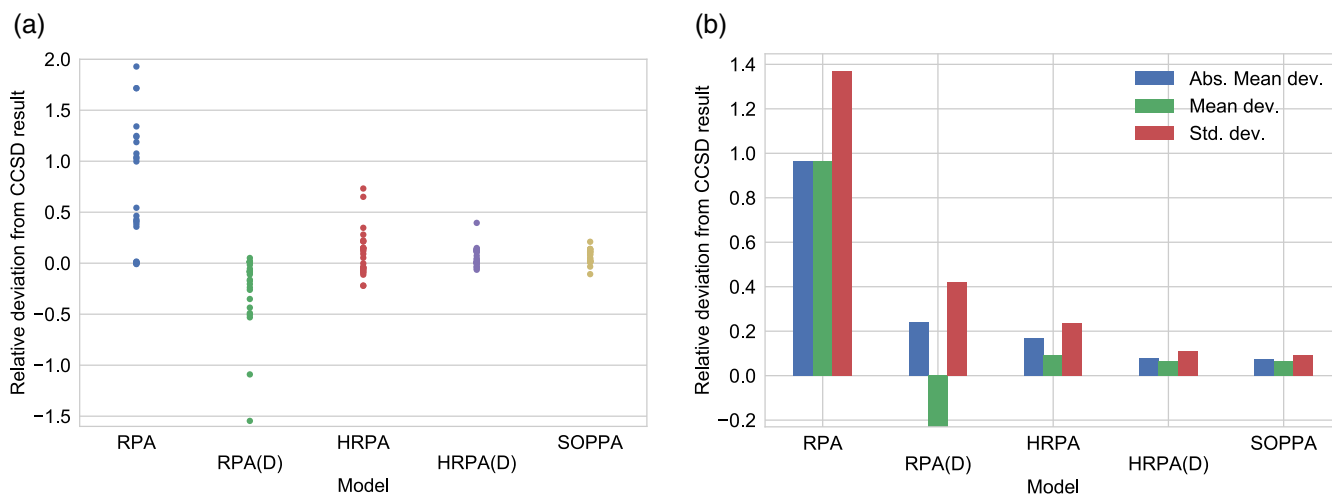 (a)
Relative deviation from CCSD result
2.0
1.5
1.0
0.5
0.0
−0.5
−1.0
−1.5
RPA
RPA(D)
HRPA
HRPA(D)
SOPPA
Model
(b)
Relative deviation from CCSD result
1.4
1.2
1.0
0.8
0.6
0.4
0.2
0.0
−0.2
Abs. Mean dev.
Mean dev.
Std. dev.
RPA
RPA(D)
HRPA
HRPA(D)
SOPPA
Model